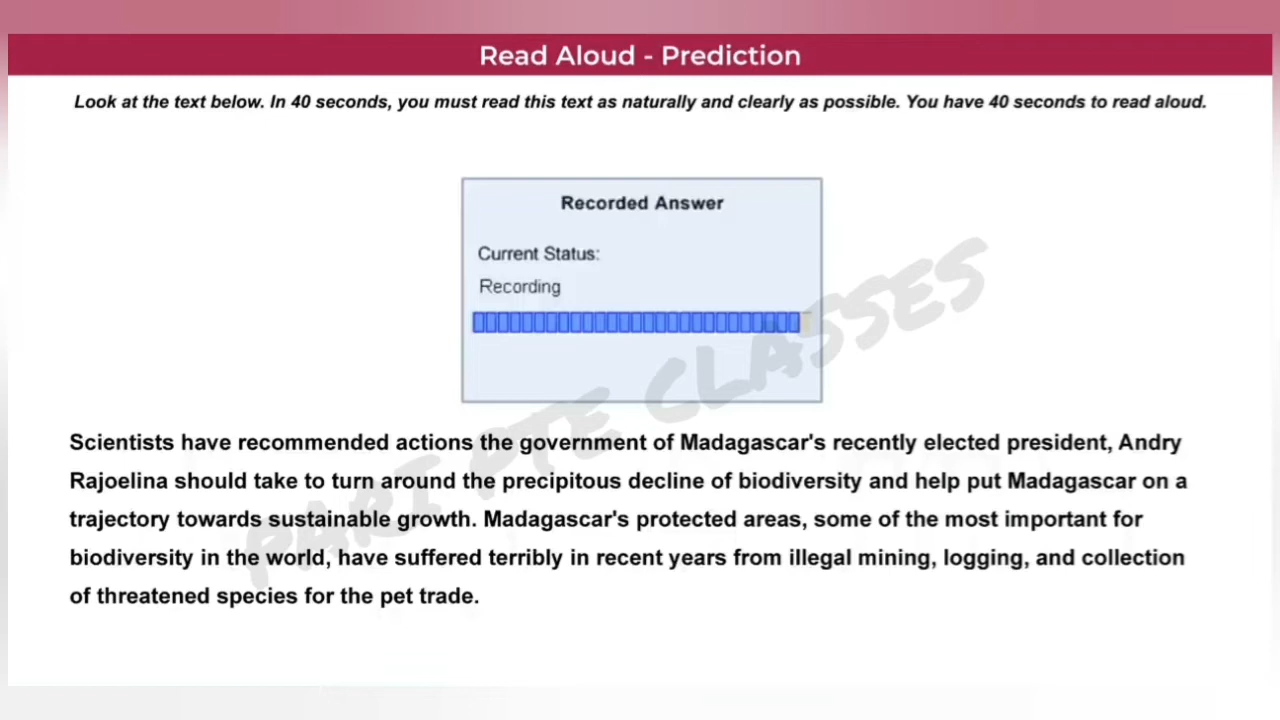 Read Aloud - Prediction
Look at the text below. In 40 seconds, you must read this text as naturally and clearly as possible. You have 40 seconds to read aloud.
Recorded Answer
Current Status:
Recording
PARI PTE CLASSES
Scientists have recommended actions the government of Madagascar's recently elected president, Andry
Rajoelina should take to turn around the precipitous decline of biodiversity and help put Madagascar on a
trajectory towards sustainable growth. Madagascar's protected areas, some of the most important for
biodiversity in the world, have suffered terribly in recent years from illegal mining, logging, and collection
of threatened species for the pet trade.